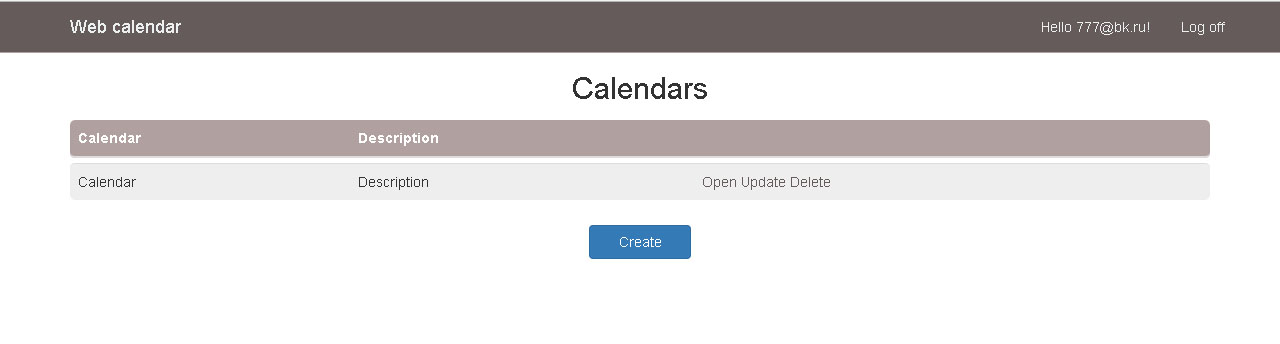 Web calendar Hello 777@bk.ru! Log off
Calendars
Calendar Description
Calendar Description Open Update Delete
Create